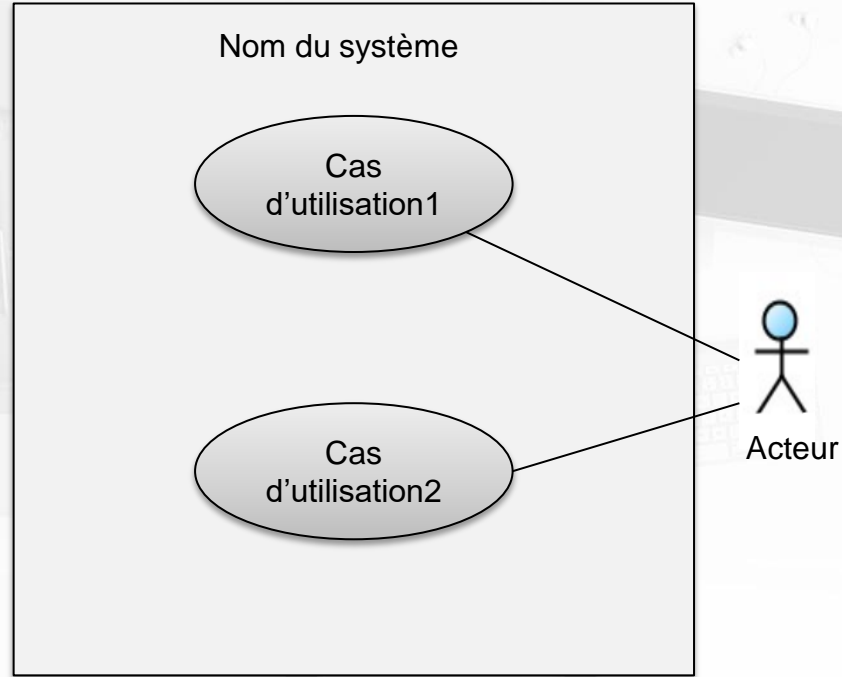 Nom du système
Cas
d’utilisation1
Cas
d’utilisation2
Acteur